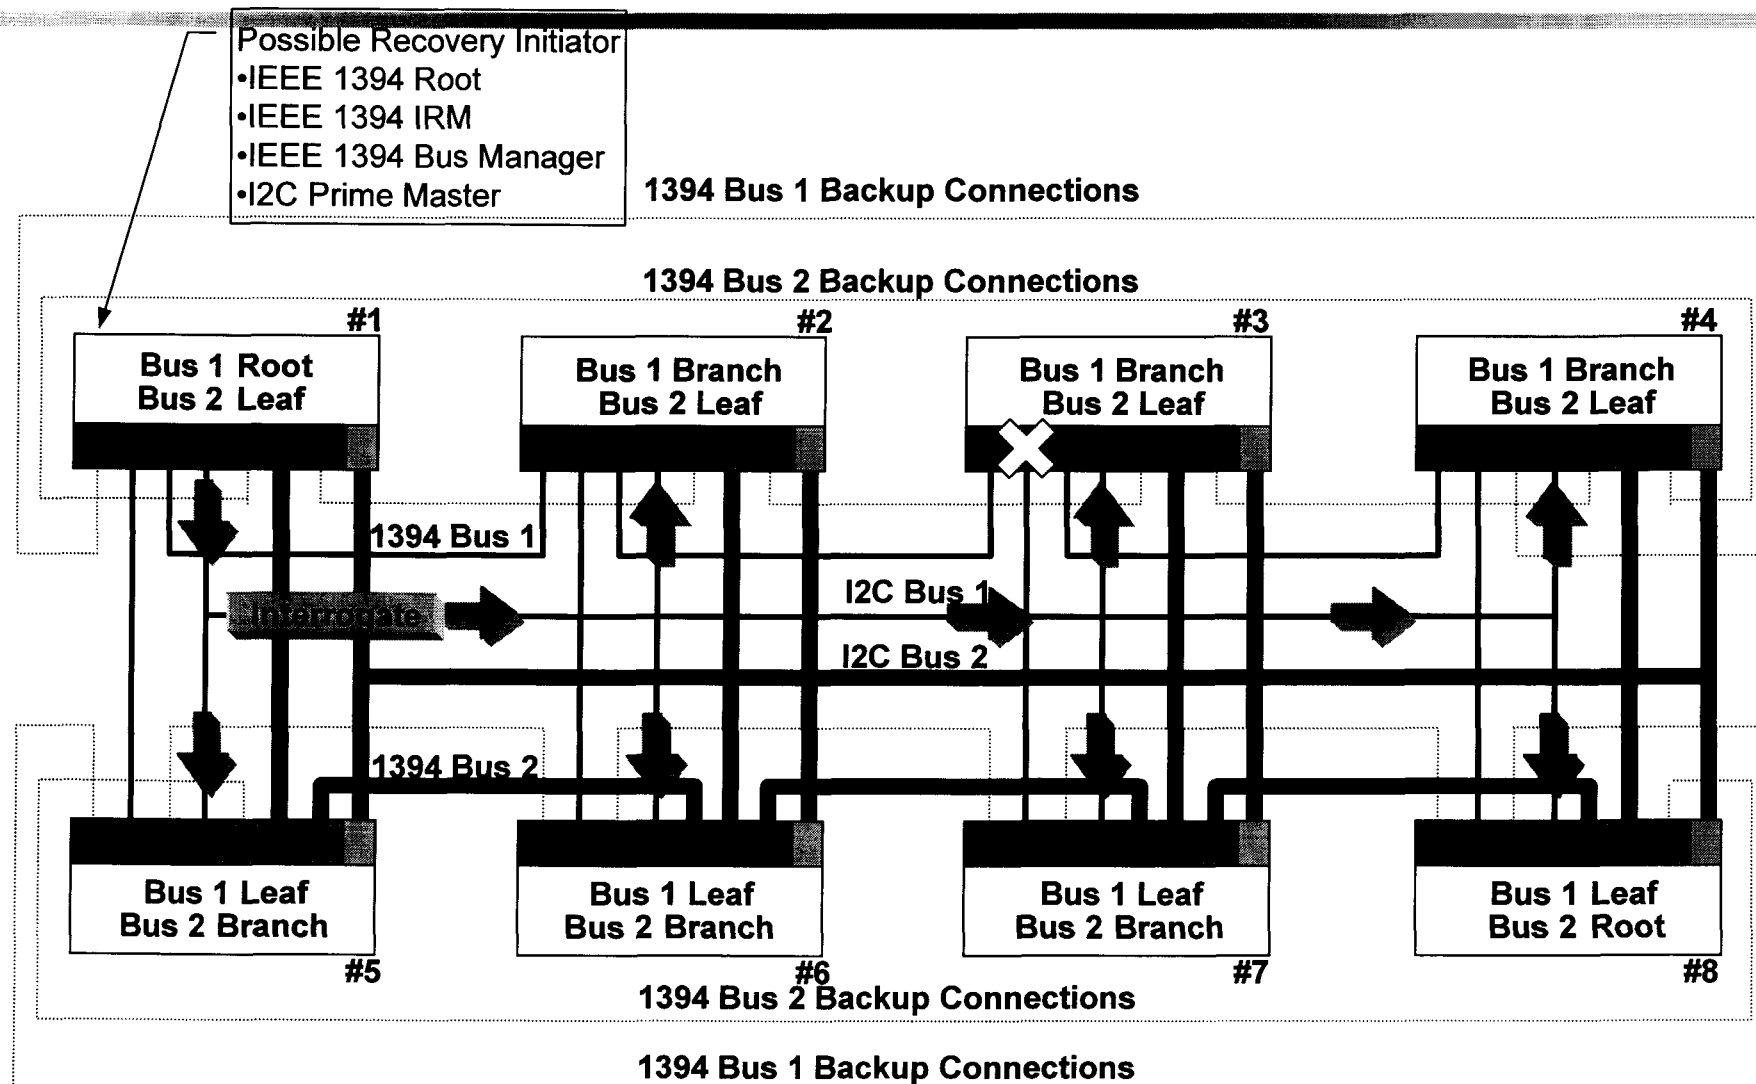 Possible Recovery Initiator
•IEEE 1394 Root
•IEEE 1394 IRM
•IEEE 1394 Bus Manager
•I2C Prime Master
1394 Bus 1 Backup Connections
1394 Bus 2 Backup Connections
#1
#2
#3
#4
Bus 1 Root
Bus 2 Leaf
Bus 1 Branch
Bus 2 Leaf
Bus 1 Branch
Bus 2 Leaf
Bus 1 Branch
Bus 2 Leaf
1394 Bus 1
I2C Bus 1
Interrogate
I2C Bus 2
1394 Bus 2
Bus 1 Leaf
Bus 2 Branch
Bus 1 Leaf
Bus 2 Branch
Bus 1 Leaf
Bus 2 Branch
Bus 1 Leaf
Bus 2 Root
#5
#6
#7
#8
1394 Bus 2 Backup Connections
1394 Bus 1 Backup Connections